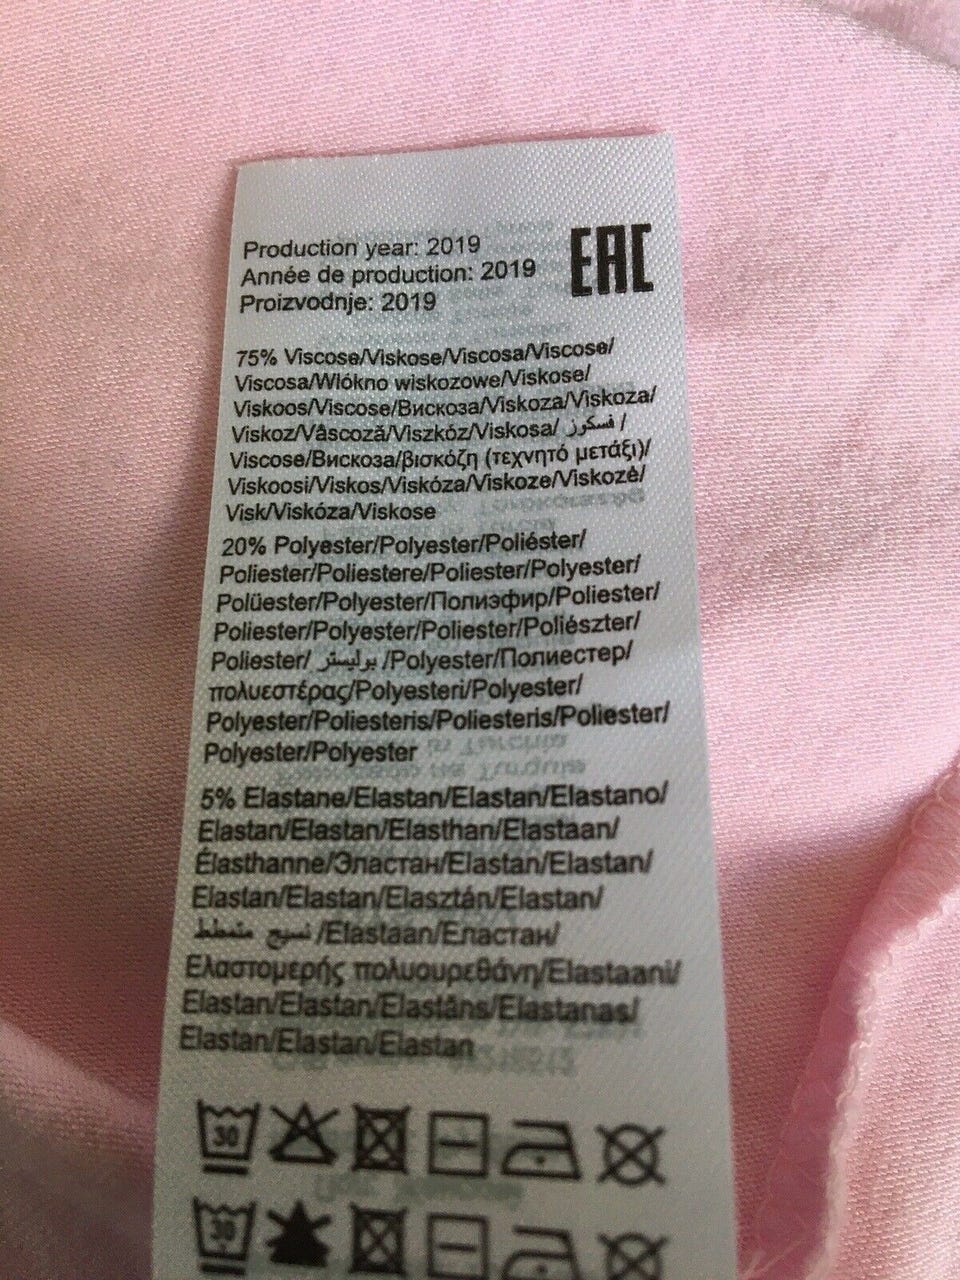 Production year: 2019
Année de production: 2019
Proizvodnje: 2019
EAC
75% Viscose/Viskose/Viscosa/Viscose/
Viscosa/Wlókno wiskozowe/Viskose/
Viskoos/Viscose/Вискоза/Viskoza/Viskoza/
Viskoz/Vâscoză/Viszkóz/Viskosa/ فسكوز /
Viscose/Вискоза/βισκόζη (τεχνητό μετάξι)/
Viskoosi/Viskos/Viskóza/Viskoze/Viskozė/
Visk/Viskóza/Viskose
20% Polyester/Polyester/Poliéster/
Poliester/Poliestere/Poliester/Polyester/
Polüester/Polyester/Полиэфир/Poliester/
Poliester/Polyester/Poliester/Poliészter/
Poliester/ بوليستر /Polyester/Полиестер/
πολυεστέρας/Polyesteri/Polyester/
Polyester/Poliesteris/Poliesteris/Poliester/
Polyester/Polyester
5% Elastane/Elastan/Elastan/Elastano/
Elastan/Elastan/Elasthan/Elastaan/
Élasthanne/Эластан/Elastan/Elastan/
Elastan/Elastan/Elasztán/Elastan/
نسيج متمطط /Elastaan/Еластан/
Ελαστομερής πολυουρεθάνη/Elastaani/
Elastan/Elastan/Elastāns/Elastanas/
Elastan/Elastan/Elastan
30
30